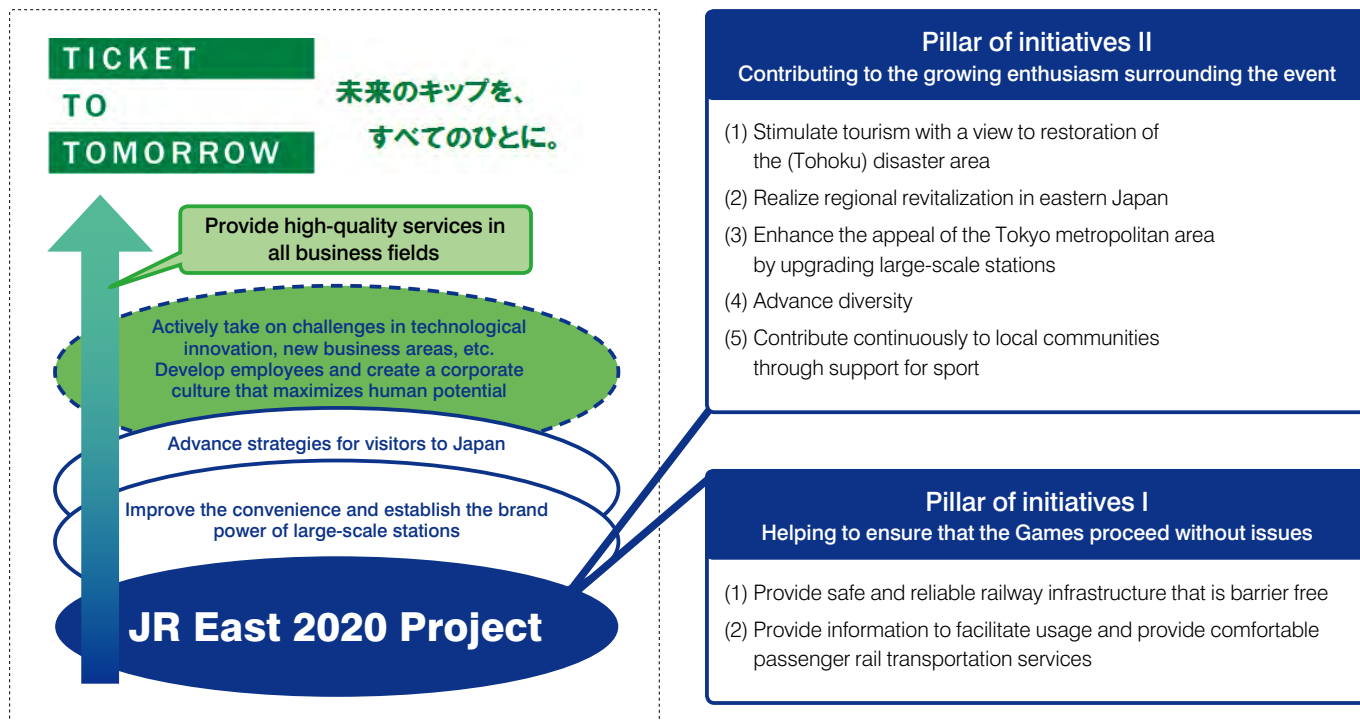 TICKET
TO
TOMORROW
未来のキップを、
すべてのひとに。
Provide high-quality services in
all business fields
Actively take on challenges in technological
innovation, new business areas, etc.
Develop employees and create a corporate
culture that maximizes human potential
Advance strategies for visitors to Japan
Improve the convenience and establish the brand
power of large-scale stations
JR East 2020 Project
Pillar of initiatives II
Contributing to the growing enthusiasm surrounding the event
(1) Stimulate tourism with a view to restoration of
the (Tohoku) disaster area
(2) Realize regional revitalization in eastern Japan
(3) Enhance the appeal of the Tokyo metropolitan area
by upgrading large-scale stations
(4) Advance diversity
(5) Contribute continuously to local communities
through support for sport
Pillar of initiatives I
Helping to ensure that the Games proceed without issues
(1) Provide safe and reliable railway infrastructure that is barrier free
(2) Provide information to facilitate usage and provide comfortable
passenger rail transportation services